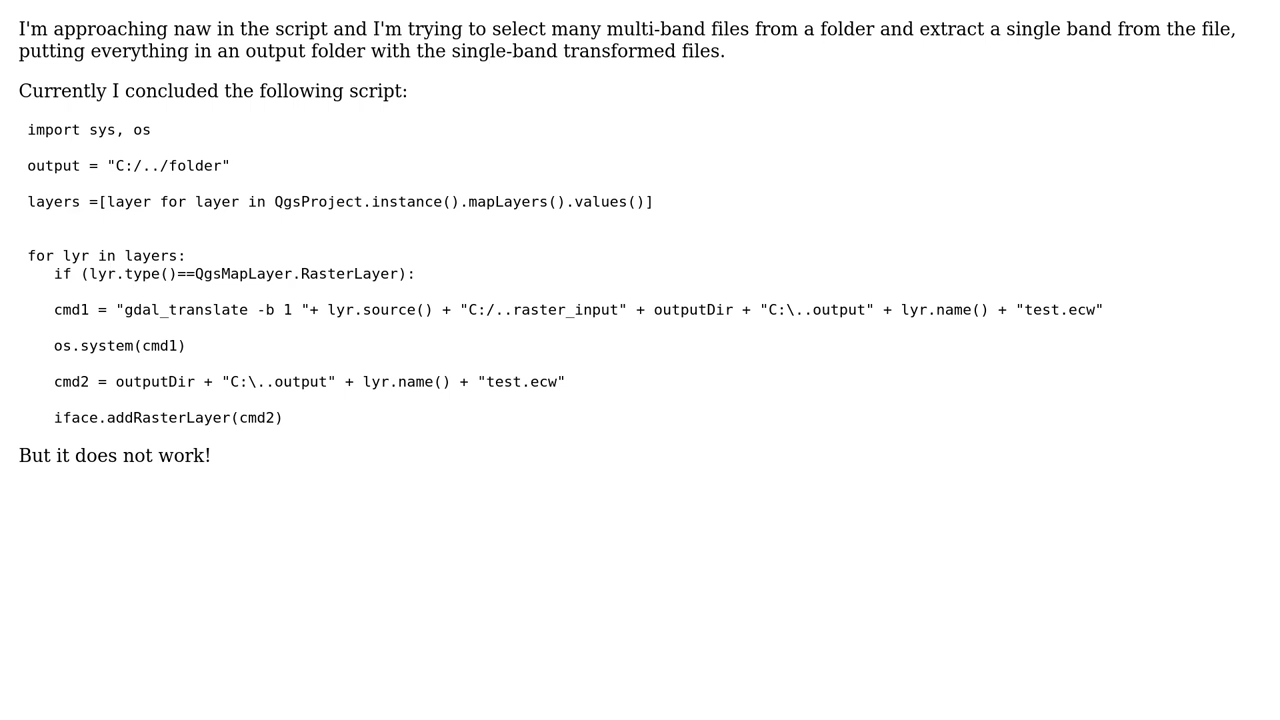 I'm approaching naw in the script and I'm trying to select many multi-band files from a folder and extract a single band from the file,
putting everything in an output folder with the single-band transformed files.
Currently I concluded the following script:
import sys, os
output = "C:/../folder"
layers =[layer for layer in QgsProject.instance().mapLayers().values()]
for lyr in layers:
   if (lyr.type()==QgsMapLayer.RasterLayer):
   cmd1 = "gdal_translate -b 1 "+ lyr.source() + "C:/..raster_input" + outputDir + "C:\..output" + lyr.name() + "test.ecw"
   os.system(cmd1)
   cmd2 = outputDir + "C:\..output" + lyr.name() + "test.ecw"
   iface.addRasterLayer(cmd2)
But it does not work!